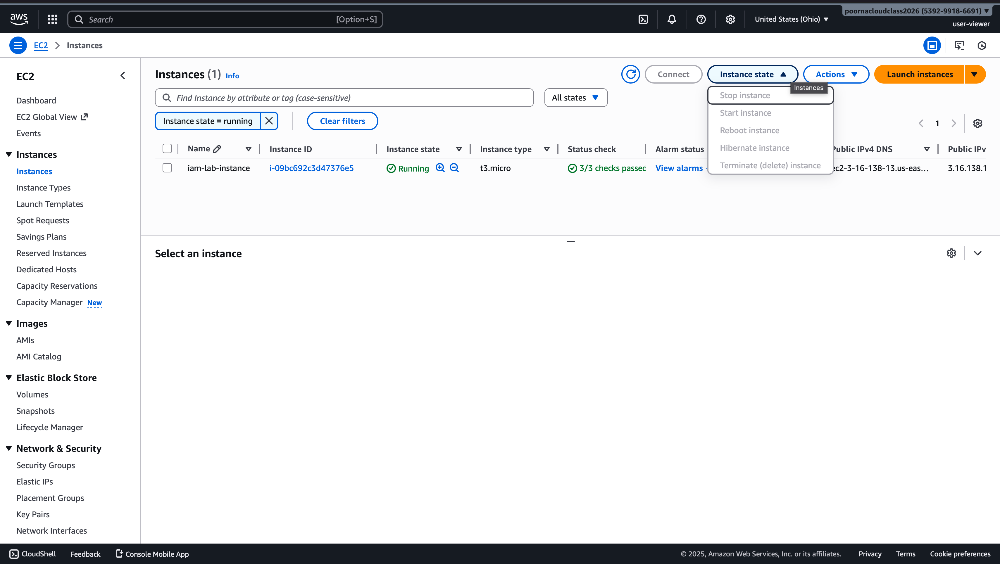 aws
Search [Option+S]
United States (Ohio)
poornacloudclass2026 (5392-9918-6691)
user-viewer
EC2 Instances
EC2
Dashboard
EC2 Global View
Events
Instances
Instances
Instance Types
Launch Templates
Spot Requests
Savings Plans
Reserved Instances
Dedicated Hosts
Capacity Reservations
Capacity Manager New
Images
AMIs
AMI Catalog
Elastic Block Store
Volumes
Snapshots
Lifecycle Manager
Network & Security
Security Groups
Elastic IPs
Placement Groups
Key Pairs
Network Interfaces
Instances (1) Info
Connect
Instance state
Actions
Launch instances
Instances
Find Instance by attribute or tag (case-sensitive)
All states
Stop instance
Start instance
Reboot instance
Hibernate instance
Terminate (delete) instance
Instance state = running
Clear filters
1
Name Instance ID Instance state Instance type Status check Alarm status Public IPv4 DNS Public IPv
iam-lab-instance i-09bc692c3d47376e5 Running t3.micro 3/3 checks passed View alarms ec2-3-16-138-13.us-eas... 3.16.138.1
Select an instance
CloudShell Feedback Console Mobile App
© 2025, Amazon Web Services, Inc. or its affiliates. Privacy Terms Cookie preferences